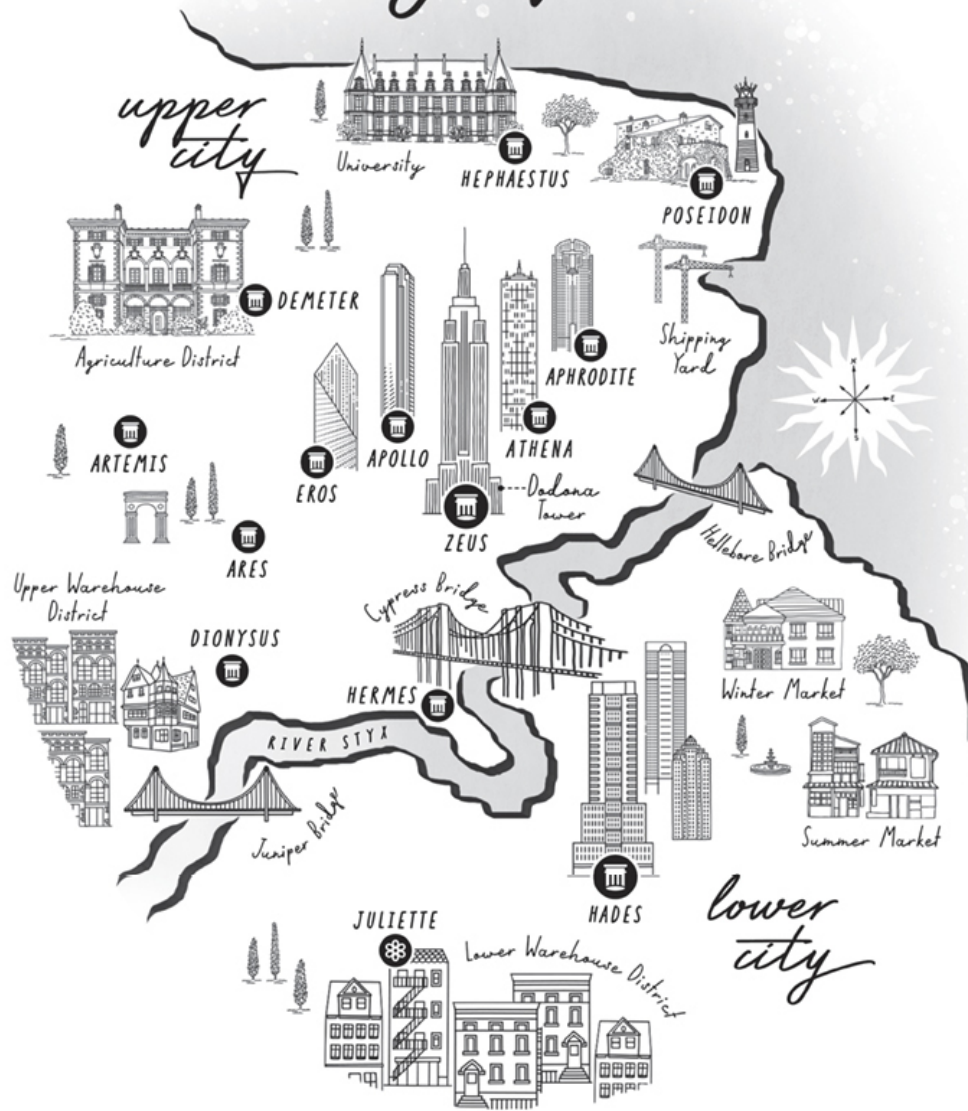 upper
city
University
HEPHAESTUS
POSEIDON
DEMETER
Agriculture District
Shipping
Yard
APHRODITE
ARTEMIS
EROS
APOLLO
ATHENA
Dodona
Tower
ZEUS
N
W
E
S
Hellebore Bridge
ARES
Upper Warehouse
District
Cypress Bridge
DIONYSUS
HERMES
Winter Market
RIVER STYX
Juniper Bridge
Summer Market
HADES
lower
city
JULIETTE
Lower Warehouse District